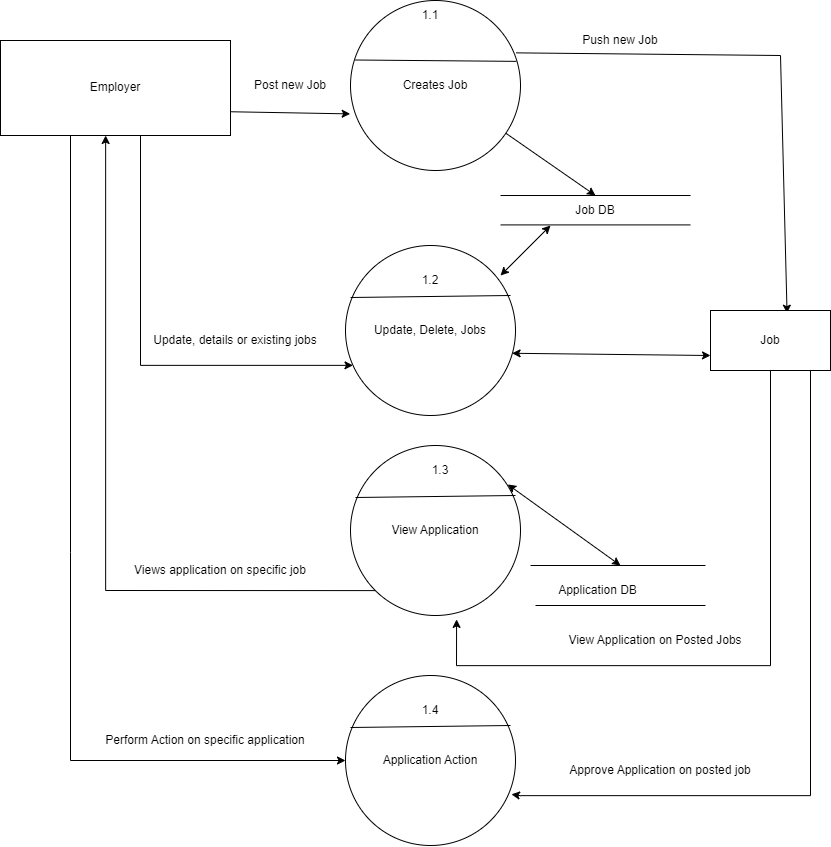 1.1
Push new Job
Employer
Post new Job
Creates Job
Job DB
1.2
Update, Delete, Jobs
Update, details or existing jobs
Job
1.3
View Application
Views application on specific job
Application DB
View Application on Posted Jobs
1.4
Perform Action on specific application
Application Action
Approve Application on posted job